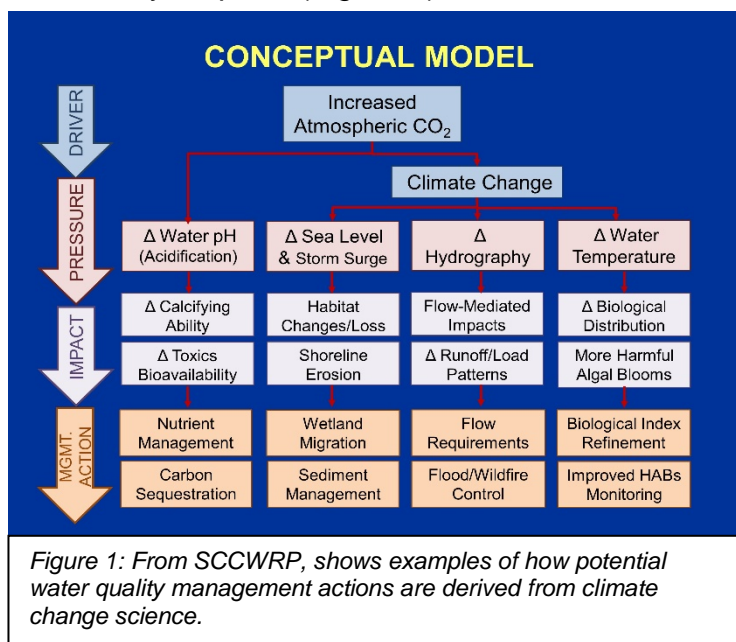 CONCEPTUAL MODEL
DRIVER
Increased
Atmospheric CO₂
Climate Change
PRESSURE
Δ Water pH
(Acidification)
Δ Sea Level
& Storm Surge
Δ
Hydrography
Δ Water
Temperature
IMPACT
Δ Calcifying
Ability
Habitat
Changes/Loss
Flow-Mediated
Impacts
Δ Biological
Distribution
Δ Toxics
Bioavailability
Shoreline
Erosion
Δ Runoff/Load
Patterns
More Harmful
Algal Blooms
MGMT.
ACTION
Nutrient
Management
Wetland
Migration
Flow
Requirements
Biological Index
Refinement
Carbon
Sequestration
Sediment
Management
Flood/Wildfire
Control
Improved HABs
Monitoring
Figure 1: From SCCWRP, shows examples of how potential
water quality management actions are derived from climate
change science.